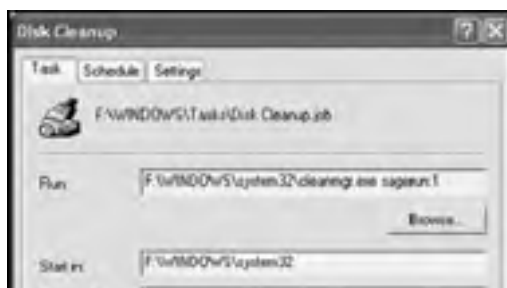 Disk Cleanup
Task Schedule Settings
F:\WINDOWS\Tasks\Disk Cleanup.job
Run: F:\WINDOWS\system32\cleanmgr.exe sagerun:1
Browse...
Start in: F:\WINDOWS\system32